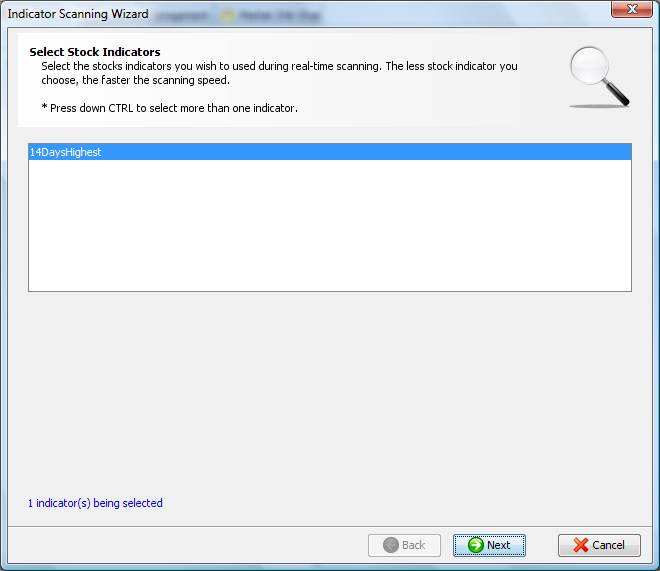 Indicator Scanning Wizard
Select Stock Indicators
Select the stocks indicators you wish to used during real-time scanning. The less stock indicator you
choose, the faster the scanning speed.
* Press down CTRL to select more than one indicator.
14DaysHighest
1 indicator(s) being selected
Back
Next
Cancel